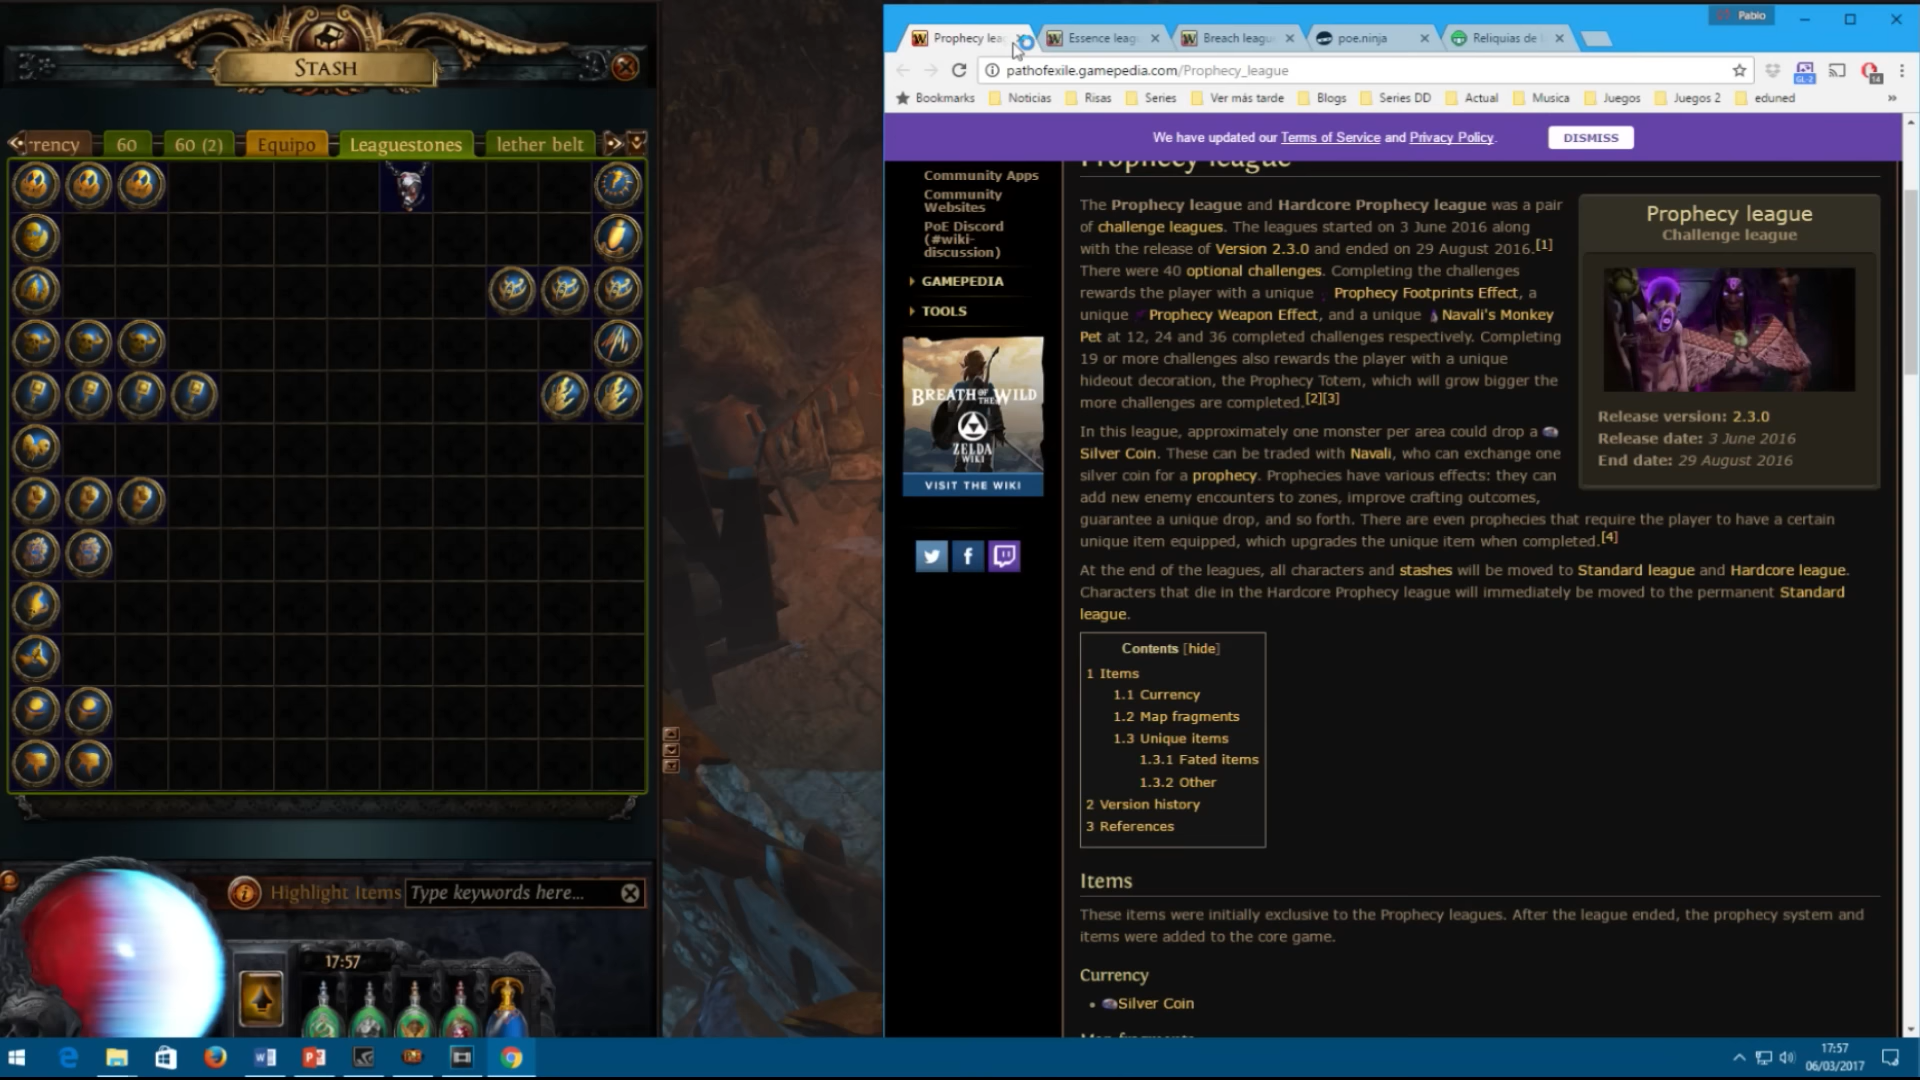 STASH
rrency
60
60 (2)
Equipo
Leaguestones
lether belt
Highlight Items
Type keywords here...
17:57
Pablo
Prophecy lea
Essence leag
Breach leagu
poe.ninja
Reliquias de
pathofexile.gamepedia.com/Prophecy_league
GL-2
14
Bookmarks
Noticias
Risas
Series
Ver más tarde
Blogs
Series DD
Actual
Musica
Juegos
Juegos 2
eduned
»
We have updated our Terms of Service and Privacy Policy.
DISMISS
Prophecy league
Community Apps
Community
Websites
PoE Discord
(#wiki-
discussion)
GAMEPEDIA
TOOLS
BREATH OF THE WILD
ZELDA
WIKI
VISIT THE WIKI
The Prophecy league and Hardcore Prophecy league was a pair
of challenge leagues. The leagues started on 3 June 2016 along
with the release of Version 2.3.0 and ended on 29 August 2016.[1]
There were 40 optional challenges. Completing the challenges
rewards the player with a unique Prophecy Footprints Effect, a
unique Prophecy Weapon Effect, and a unique Navali's Monkey
Pet at 12, 24 and 36 completed challenges respectively. Completing
19 or more challenges also rewards the player with a unique
hideout decoration, the Prophecy Totem, which will grow bigger the
more challenges are completed.[2][3]
Prophecy league
Challenge league
Release version: 2.3.0
Release date: 3 June 2016
End date: 29 August 2016
In this league, approximately one monster per area could drop a
Silver Coin. These can be traded with Navali, who can exchange one
silver coin for a prophecy. Prophecies have various effects: they can
add new enemy encounters to zones, improve crafting outcomes,
guarantee a unique drop, and so forth. There are even prophecies that require the player to have a certain
unique item equipped, which upgrades the unique item when completed.[4]
At the end of the leagues, all characters and stashes will be moved to Standard league and Hardcore league.
Characters that die in the Hardcore Prophecy league will immediately be moved to the permanent Standard
league.
Contents [hide]
1 Items
1.1 Currency
1.2 Map fragments
1.3 Unique items
1.3.1 Fated items
1.3.2 Other
2 Version history
3 References
Items
These items were initially exclusive to the Prophecy leagues. After the league ended, the prophecy system and
items were added to the core game.
Currency
• Silver Coin
Map fragments
17:57
06/03/2017